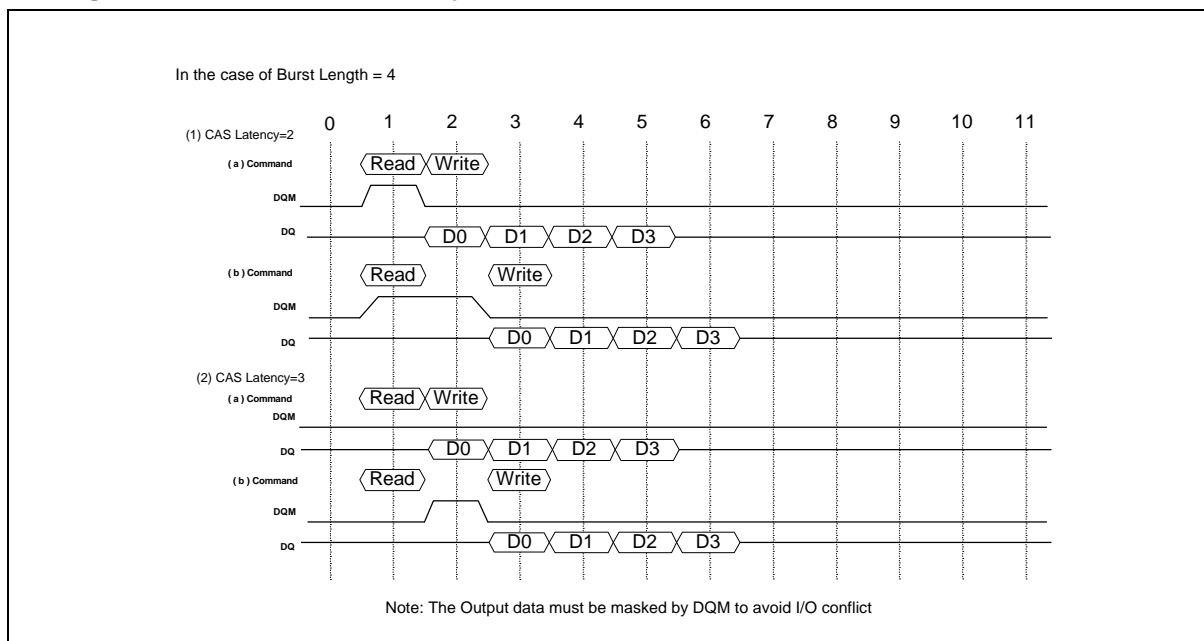 In the case of Burst Length = 4
0 1 2 3 4 5 6 7 8 9 10 11
(1) CAS Latency=2
( a ) Command Read Write
DQM
DQ D0 D1 D2 D3
( b ) Command Read Write
DQM
DQ D0 D1 D2 D3
(2) CAS Latency=3
( a ) Command Read Write
DQM
DQ D0 D1 D2 D3
( b ) Command Read Write
DQM
DQ D0 D1 D2 D3
Note: The Output data must be masked by DQM to avoid I/O conflict